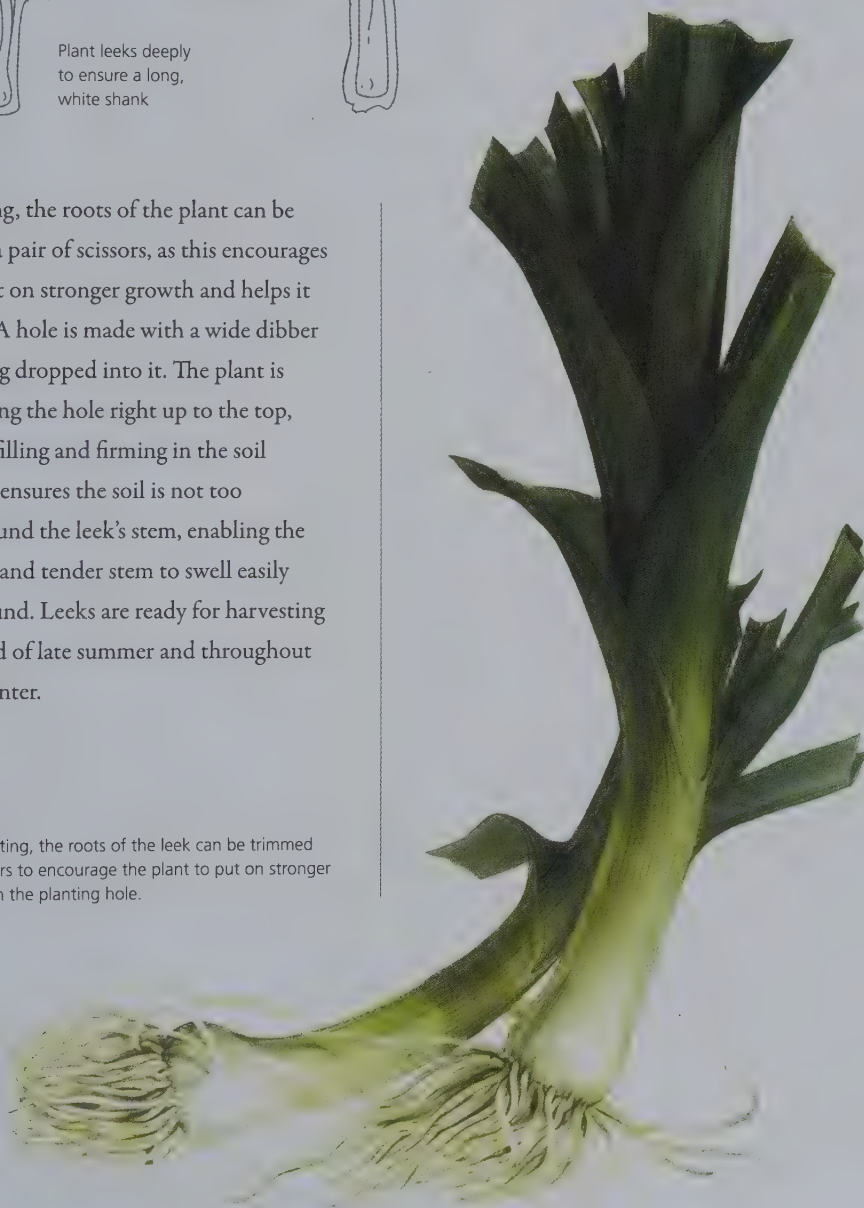 Plant leeks deeply
to ensure a long,
white shank
ng, the roots of the plant can be
a pair of scissors, as this encourages
t on stronger growth and helps it
A hole is made with a wide dibber
g dropped into it. The plant is
ng the hole right up to the top,
filling and firming in the soil
ensures the soil is not too
und the leek’s stem, enabling the
and tender stem to swell easily
und. Leeks are ready for harvesting
d of late summer and throughout
nter.
ting, the roots of the leek can be trimmed
rs to encourage the plant to put on stronger
n the planting hole.